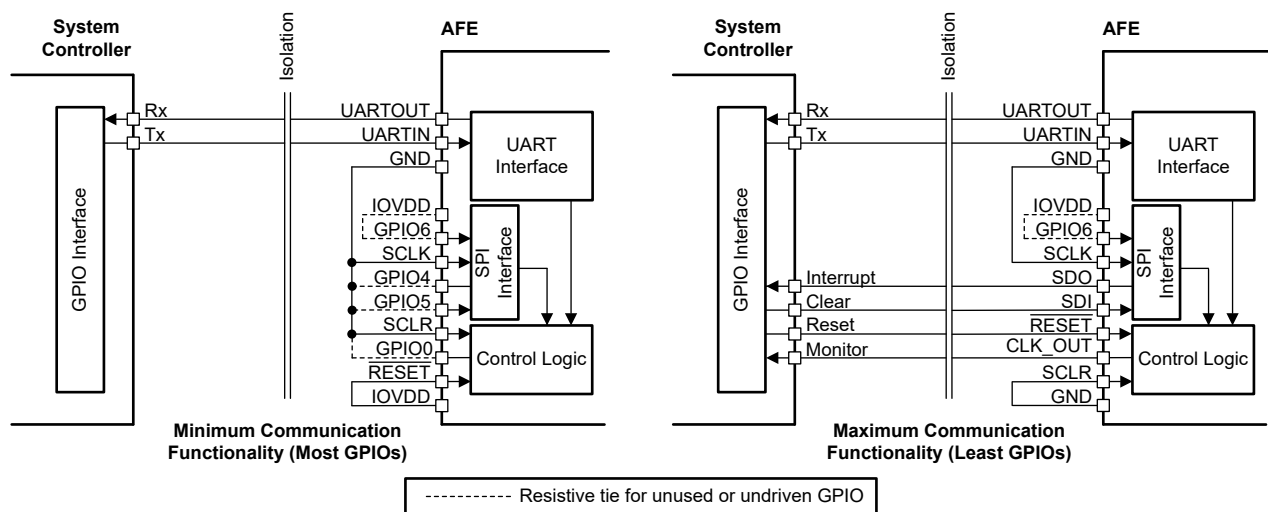 System
Controller
Isolation
AFE
GPIO Interface
Rx
Tx
UARTOUT
UARTIN
GND
IOVDD
GPIO6
SCLK
GPIO4
GPIO5
SCLR
GPIO0
RESET
IOVDD
UART
Interface
SPI
Interface
Control Logic
Minimum Communication
Functionality (Most GPIOs)
System
Controller
Isolation
AFE
GPIO Interface
Rx
Tx
Interrupt
Clear
Reset
Monitor
UARTOUT
UARTIN
GND
IOVDD
GPIO6
SCLK
SDO
SDI
RESET
CLK_OUT
SCLR
GND
UART
Interface
SPI
Interface
Control Logic
Maximum Communication
Functionality (Least GPIOs)
Resistive tie for unused or undriven GPIO